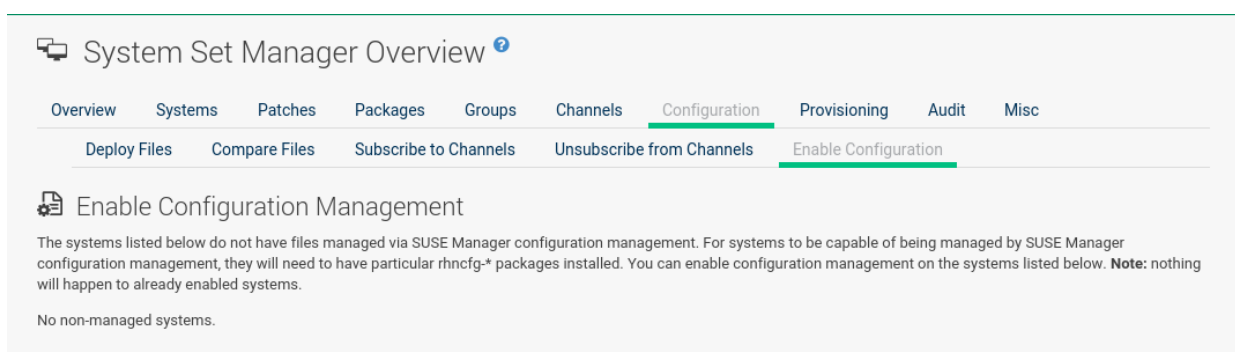 System Set Manager Overview ?
Overview Systems Patches Packages Groups Channels Configuration Provisioning Audit Misc
Deploy Files Compare Files Subscribe to Channels Unsubscribe from Channels Enable Configuration
Enable Configuration Management
The systems listed below do not have files managed via SUSE Manager configuration management. For systems to be capable of being managed by SUSE Manager
configuration management, they will need to have particular rhncfg-* packages installed. You can enable configuration management on the systems listed below. Note: nothing
will happen to already enabled systems.
No non-managed systems.